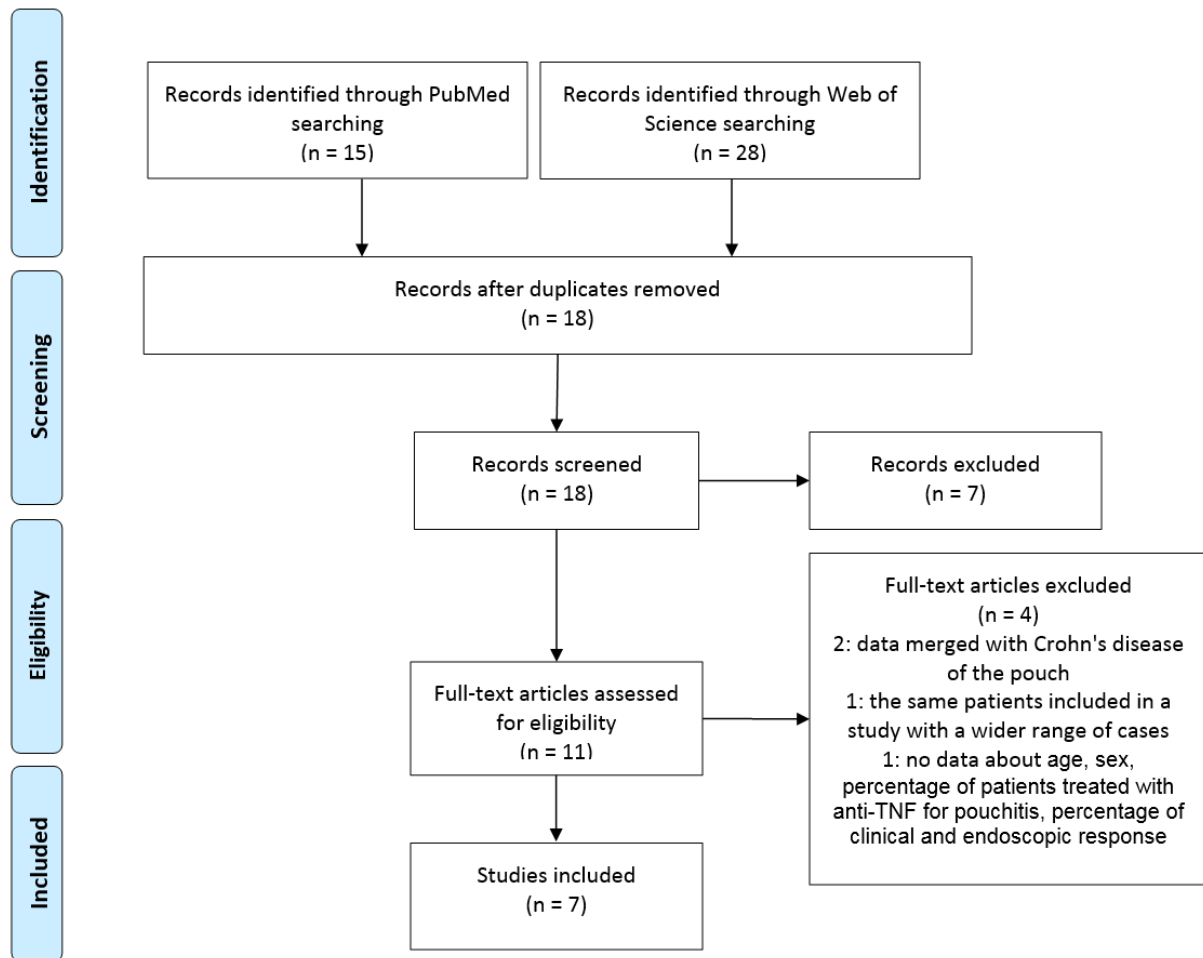 Identification
Records identified through PubMed
searching
(n = 15)
Records identified through Web of
Science searching
(n = 28)
Screening
Records after duplicates removed
(n = 18)
Records screened
(n = 18)
Records excluded
(n = 7)
Eligibility
Full-text articles assessed
for eligibility
(n = 11)
Full-text articles excluded
(n = 4)
2: data merged with Crohn's disease
of the pouch
1: the same patients included in a
study with a wider range of cases
1: no data about age, sex,
percentage of patients treated with
anti-TNF for pouchitis, percentage of
clinical and endoscopic response
Included
Studies included
(n = 7)